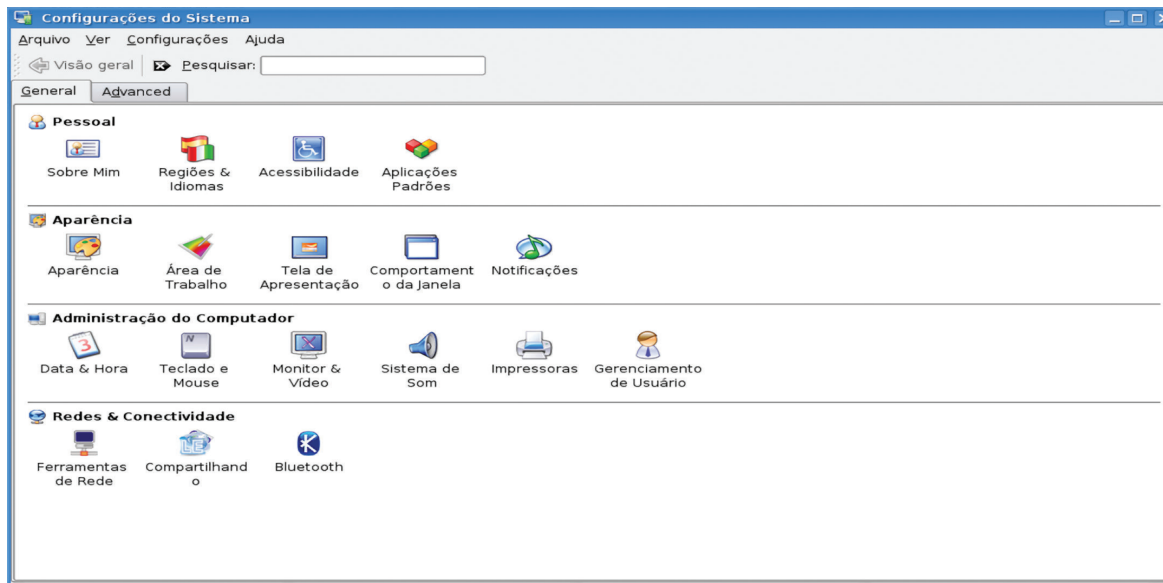 Configurações do Sistema
Arquivo Ver Configurações Ajuda
Visão geral Pesquisar:
General Advanced
Pessoal
Sobre Mim Regiões & Idiomas Acessibilidade Aplicações Padrões
Aparência
Aparência Área de Trabalho Tela de Apresentação Comportament o da Janela Notificações
Administração do Computador
Data & Hora Teclado e Mouse Monitor & Vídeo Sistema de Som Impressoras Gerenciamento de Usuário
Redes & Conectividade
Ferramentas de Rede Compartilhand o Bluetooth